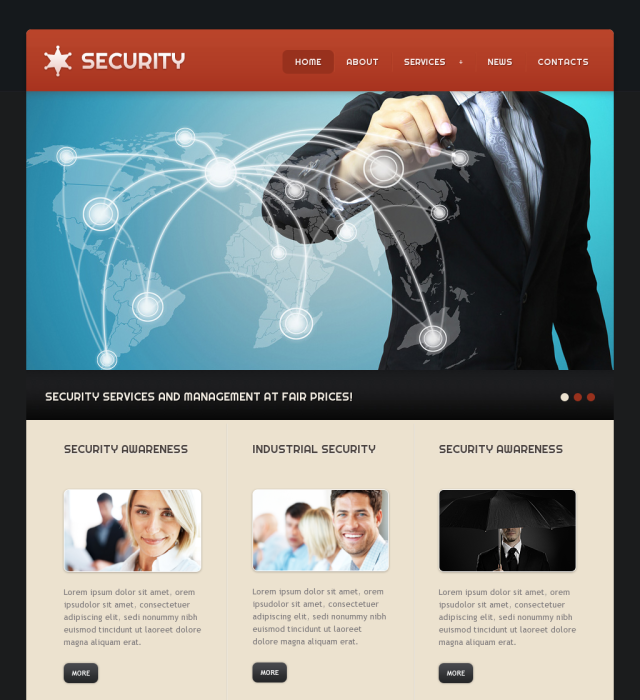 SECURITY
HOME ABOUT SERVICES + NEWS CONTACTS
SECURITY SERVICES AND MANAGEMENT AT FAIR PRICES!
SECURITY AWARENESS
Lorem ipsum dolor sit amet, orem
ipsudolor sit amet, consectetuer
adipiscing elit, sedi nonummy nibh
euismod tincidunt ut laoreet dolore
magna aliquam erat.
MORE
INDUSTRIAL SECURITY
Lorem ipsum dolor sit amet, orem
ipsudolor sit amet, consectetuer
adipiscing elit, sedi nonummy nibh
euismod tincidunt ut laoreet
dolore magna aliquam erat.
MORE
SECURITY AWARENESS
Lorem ipsum dolor sit amet, orem
ipsudolor sit amet, consectetuer
adipiscing elit, sedi nonummy nibh
euismod tincidunt ut laoreet dolore
magna aliquam erat.
MORE